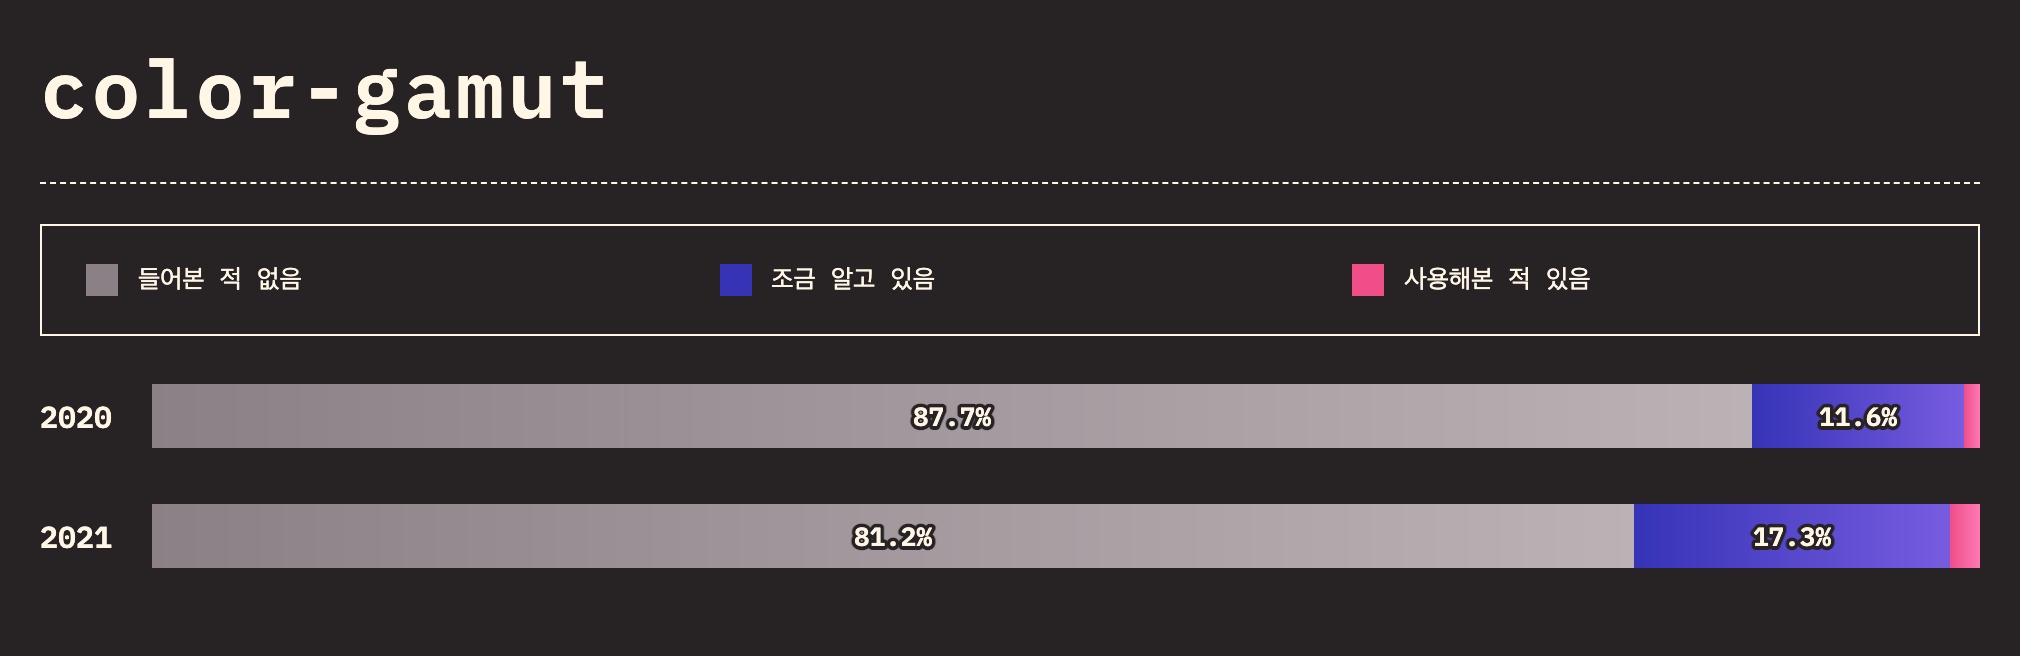 color-gamut
들어본 적 없음 조금 알고 있음 사용해본 적 있음
2020 87.7% 11.6%
2021 81.2% 17.3%